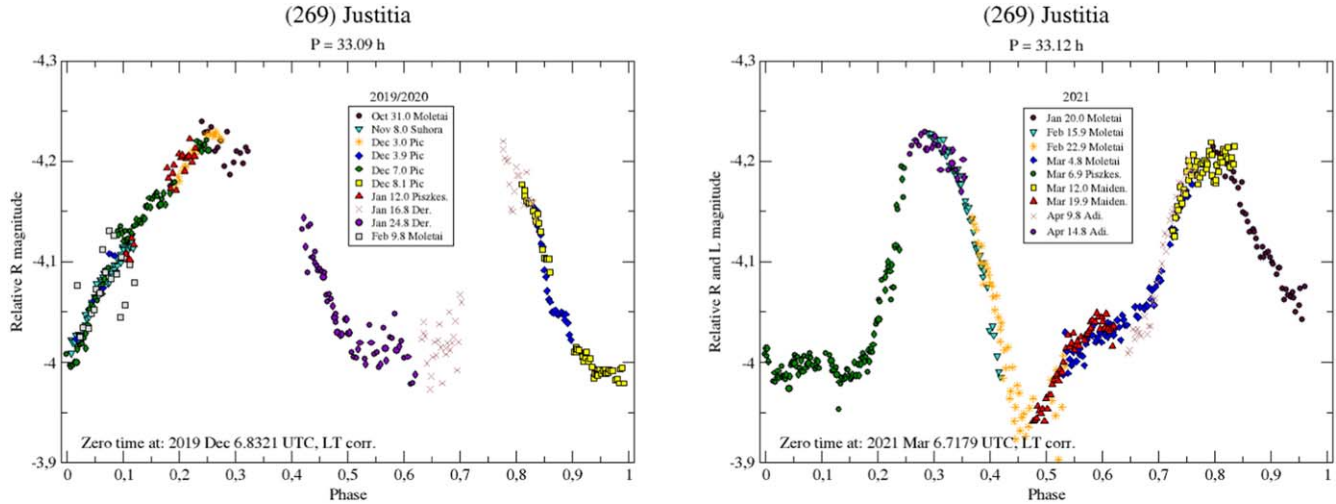 (269) Justitia
P = 33.09 h
-4,3
-4,2
-4,1
-4
-3,9
Relative R magnitude
2019/2020
Oct 31.0 Moletai
Nov 8.0 Suhora
Dec 3.0 Pic
Dec 3.9 Pic
Dec 7.0 Pic
Dec 8.1 Pic
Jan 12.0 Piszkes.
Jan 16.8 Der.
Jan 24.8 Der.
Feb 9.8 Moletai
Zero time at: 2019 Dec 6.8321 UTC, LT corr.
0 0,1 0,2 0,3 0,4 0,5 0,6 0,7 0,8 0,9 1
Phase
(269) Justitia
P = 33.12 h
-4,3
-4,2
-4,1
-4
-3,9
Relative R and L magnitude
2021
Jan 20.0 Moletai
Feb 15.9 Moletai
Feb 22.9 Moletai
Mar 4.8 Moletai
Mar 6.9 Piszkes.
Mar 12.0 Maiden.
Mar 19.9 Maiden.
Apr 9.8 Adi.
Apr 14.8 Adi.
Zero time at: 2021 Mar 6.7179 UTC, LT corr.
0 0,1 0,2 0,3 0,4 0,5 0,6 0,7 0,8 0,9 1
Phase